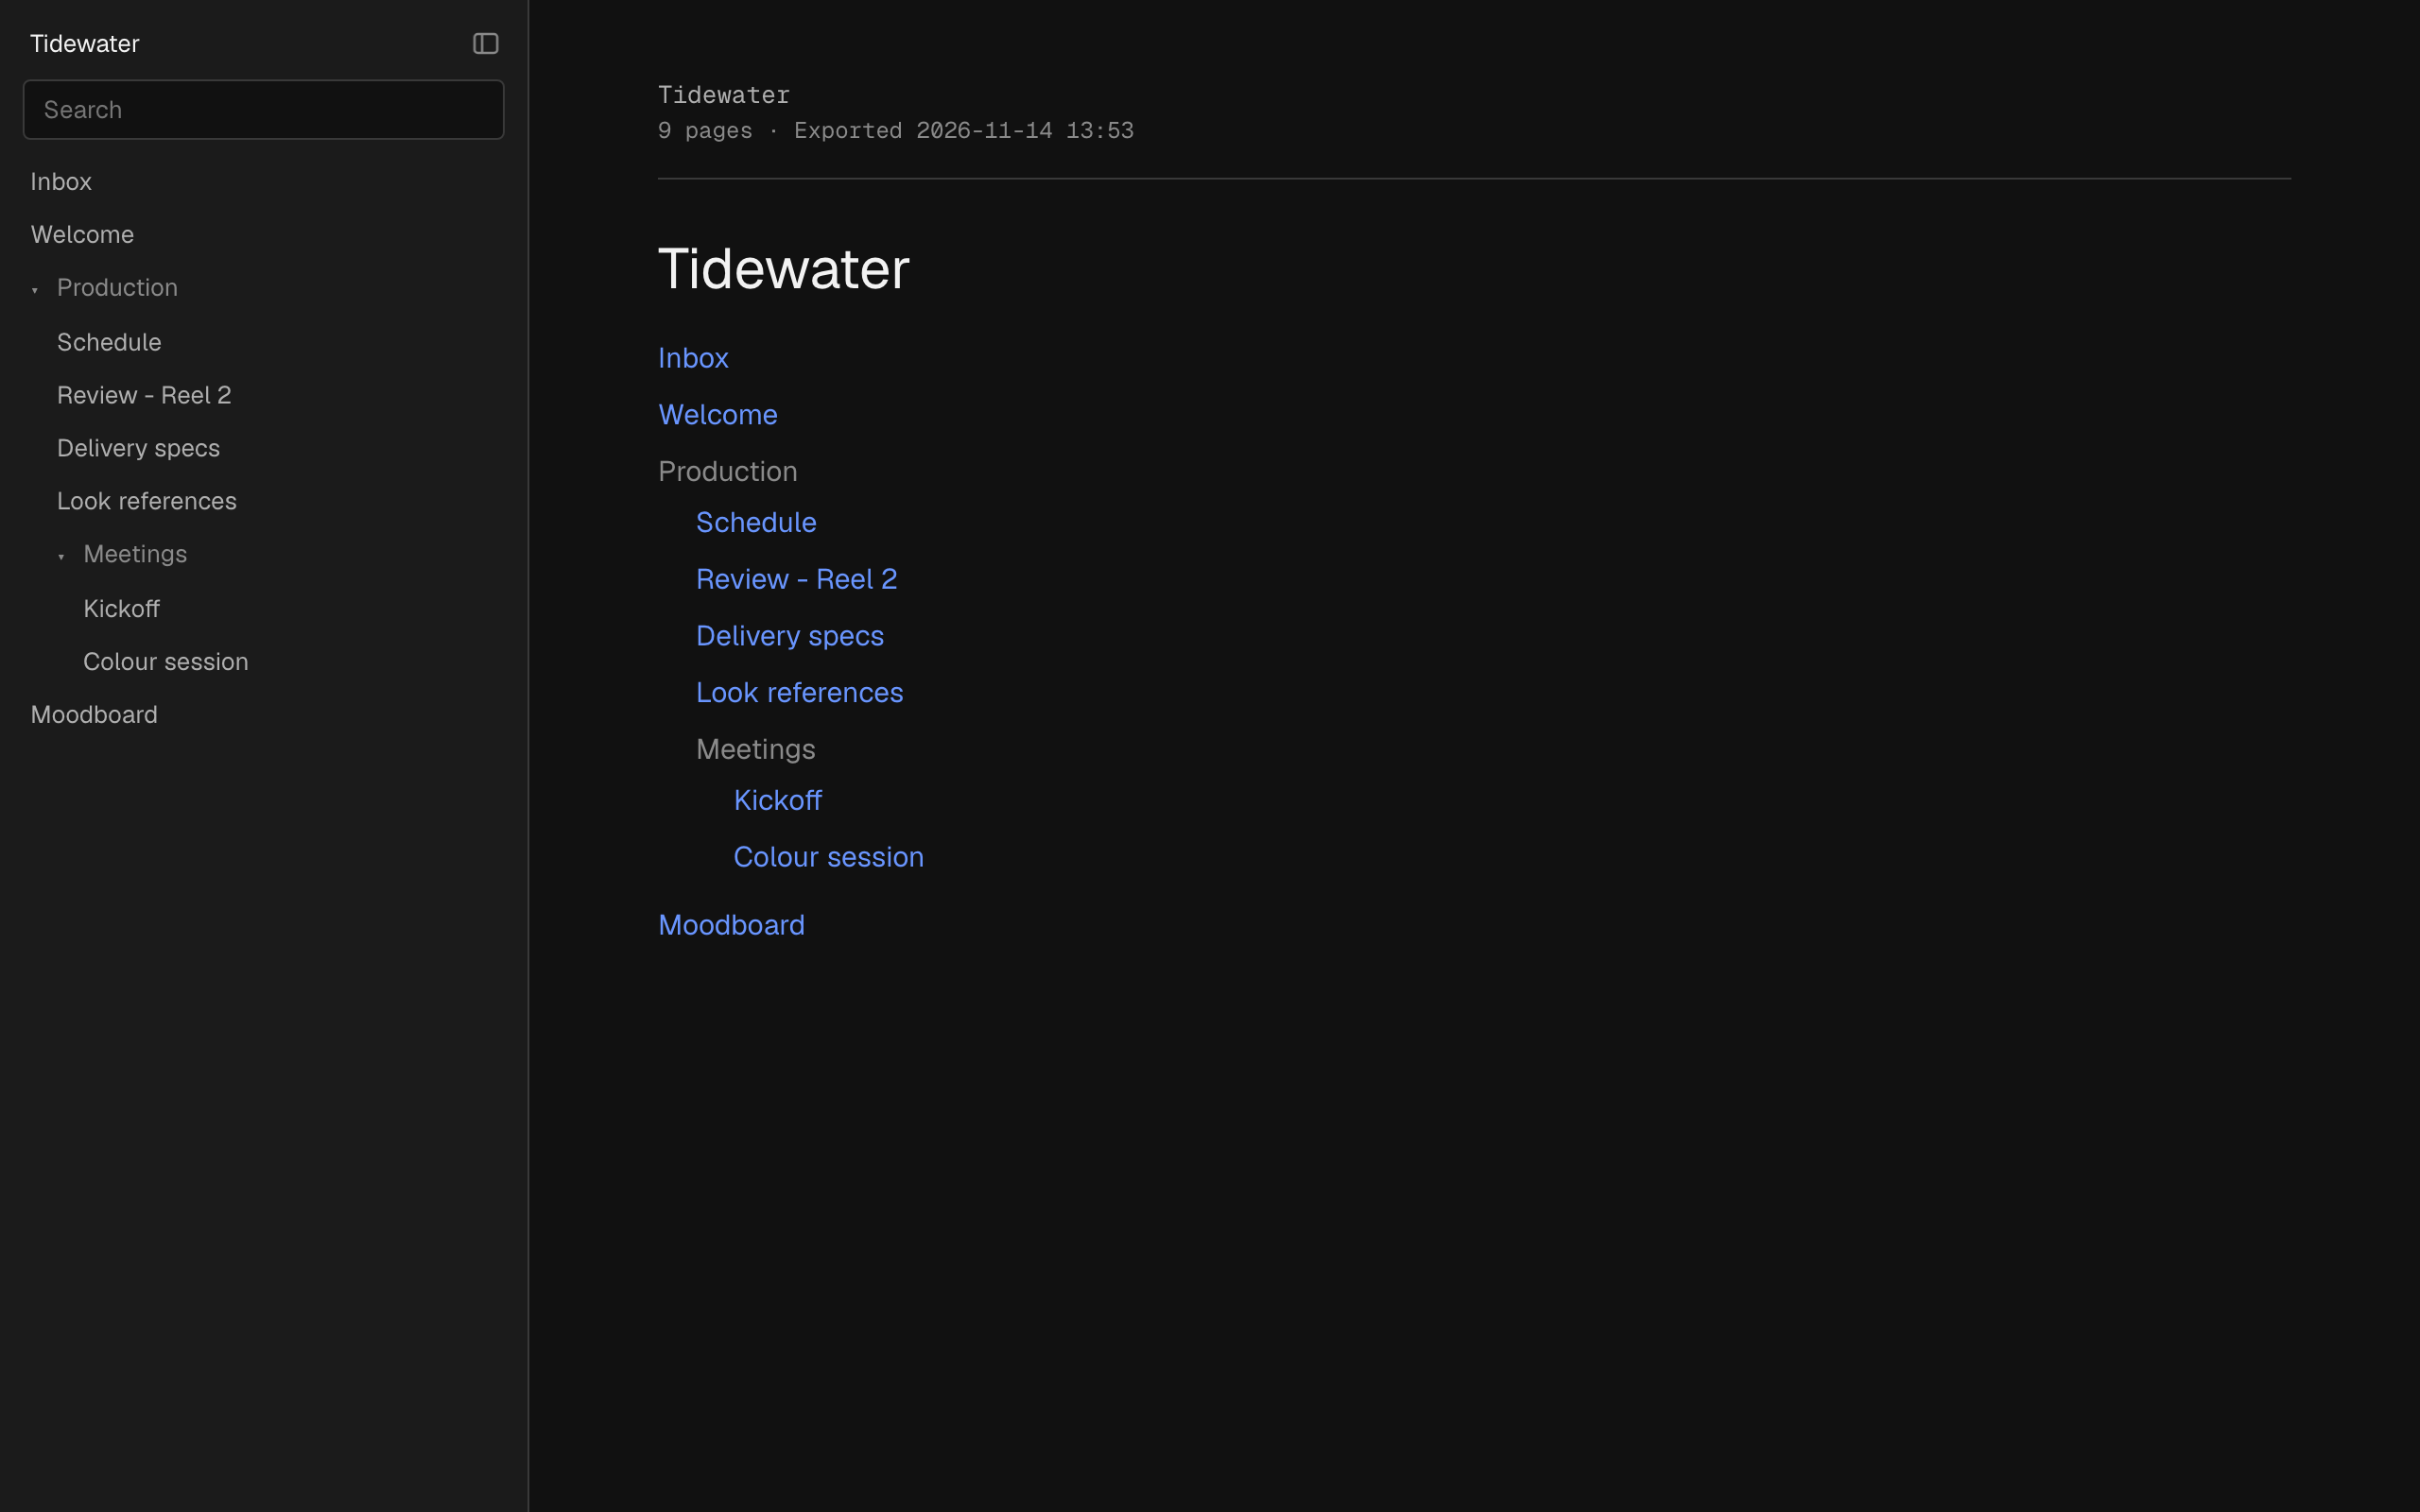 Tidewater
Search
Inbox
Welcome
Production
Schedule
Review - Reel 2
Delivery specs
Look references
Meetings
Kickoff
Colour session
Moodboard
Tidewater
9 pages · Exported 2026-11-14 13:53
Tidewater
Inbox
Welcome
Production
Schedule
Review - Reel 2
Delivery specs
Look references
Meetings
Kickoff
Colour session
Moodboard